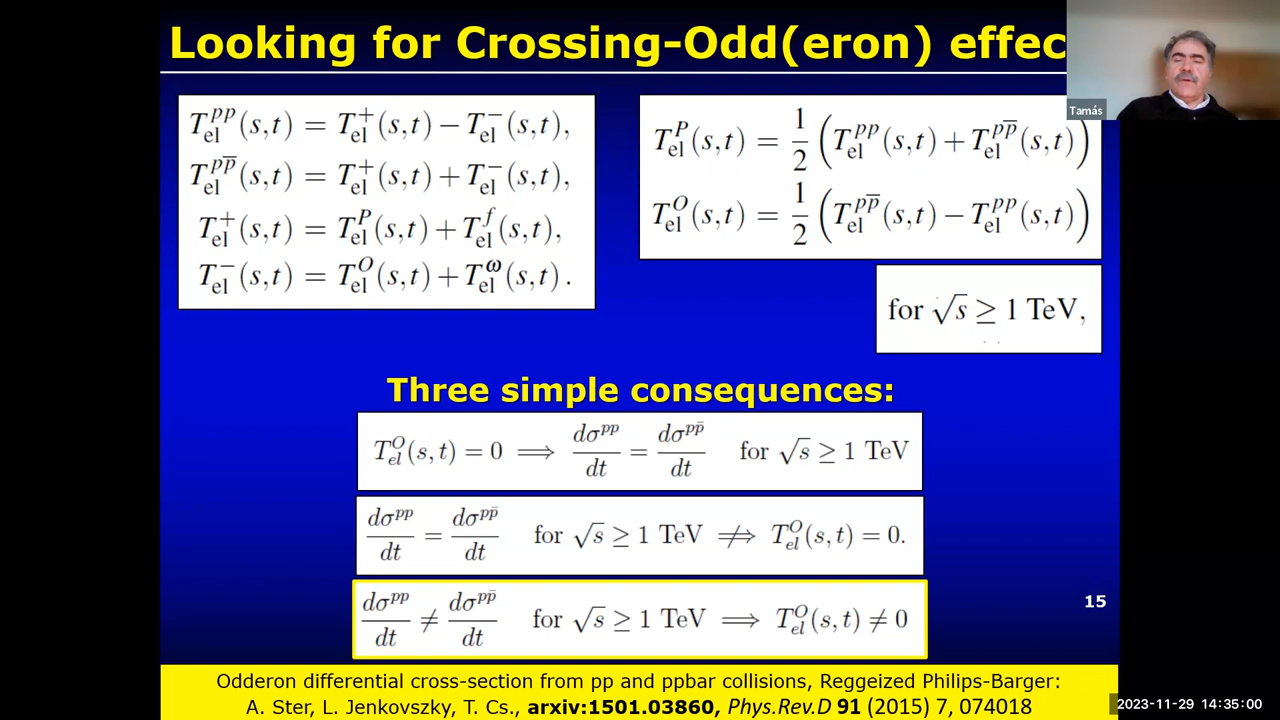 Looking for Crossing-Odd(eron) effec
Tamás
T_el^{pp}(s,t) = T_el^+(s,t) − T_el^−(s,t),
T_el^{pp̅}(s,t) = T_el^+(s,t) + T_el^−(s,t),
T_el^+(s,t) = T_el^P(s,t) + T_el^f(s,t),
T_el^−(s,t) = T_el^O(s,t) + T_el^ω(s,t).
T_el^P(s,t) = 1/2 (T_el^{pp}(s,t) + T_el^{pp̅}(s,t))
T_el^O(s,t) = 1/2 (T_el^{pp̅}(s,t) − T_el^{pp}(s,t))
for √s ≥ 1 TeV,
Three simple consequences:
T_el^O(s,t) = 0 ⟹ dσ^{pp}/dt = dσ^{pp̄}/dt for √s ≥ 1 TeV
dσ^{pp}/dt = dσ^{pp̄}/dt for √s ≥ 1 TeV ⟹̸ T_el^O(s,t) = 0.
dσ^{pp}/dt ≠ dσ^{pp̄}/dt for √s ≥ 1 TeV ⟹ T_el^O(s,t) ≠ 0
15
Odderon differential cross-section from pp and ppbar collisions, Reggeized Philips-Barger:
A. Ster, L. Jenkovszky, T. Cs., arxiv:1501.03860, Phys.Rev.D 91 (2015) 7, 074018
2023-11-29 14:35:00